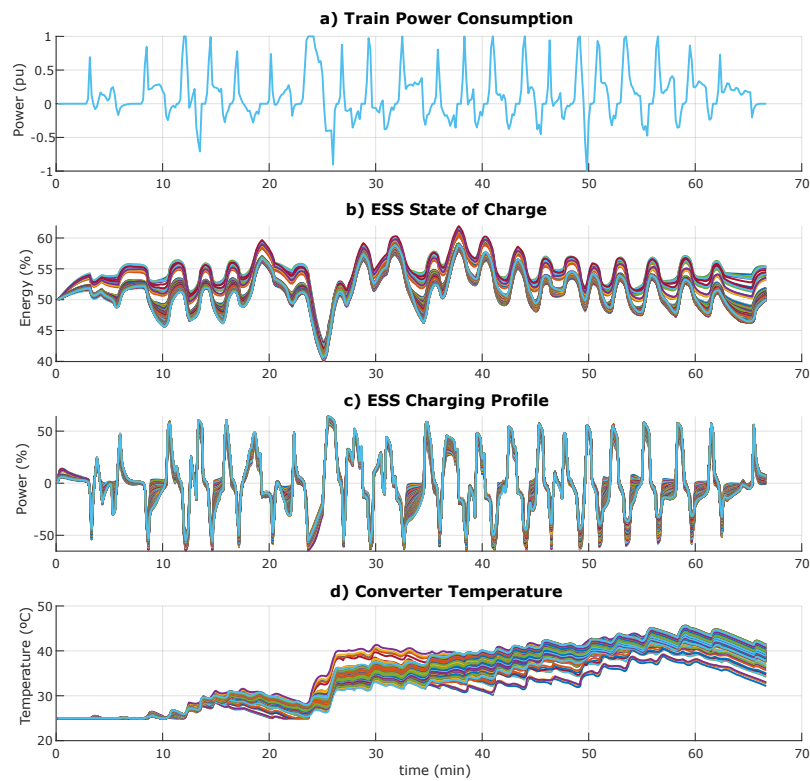 a) Train Power Consumption
1
0.5
0
-0.5
-1
Power (pu)
0 10 20 30 40 50 60 70
b) ESS State of Charge
60
55
50
45
40
Energy (%)
0 10 20 30 40 50 60 70
c) ESS Charging Profile
50
0
-50
Power (%)
0 10 20 30 40 50 60 70
d) Converter Temperature
50
40
30
20
Temperature (ºC)
0 10 20 30 40 50 60 70
time (min)